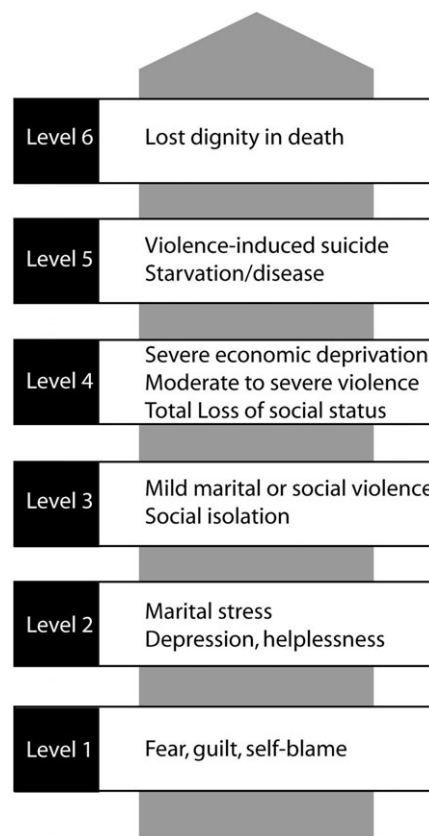 Level 6
Lost dignity in death
Level 5
Violence-induced suicide
Starvation/disease
Level 4
Severe economic deprivation
Moderate to severe violence
Total Loss of social status
Level 3
Mild marital or social violence
Social isolation
Level 2
Marital stress
Depression, helplessness
Level 1
Fear, guilt, self-blame